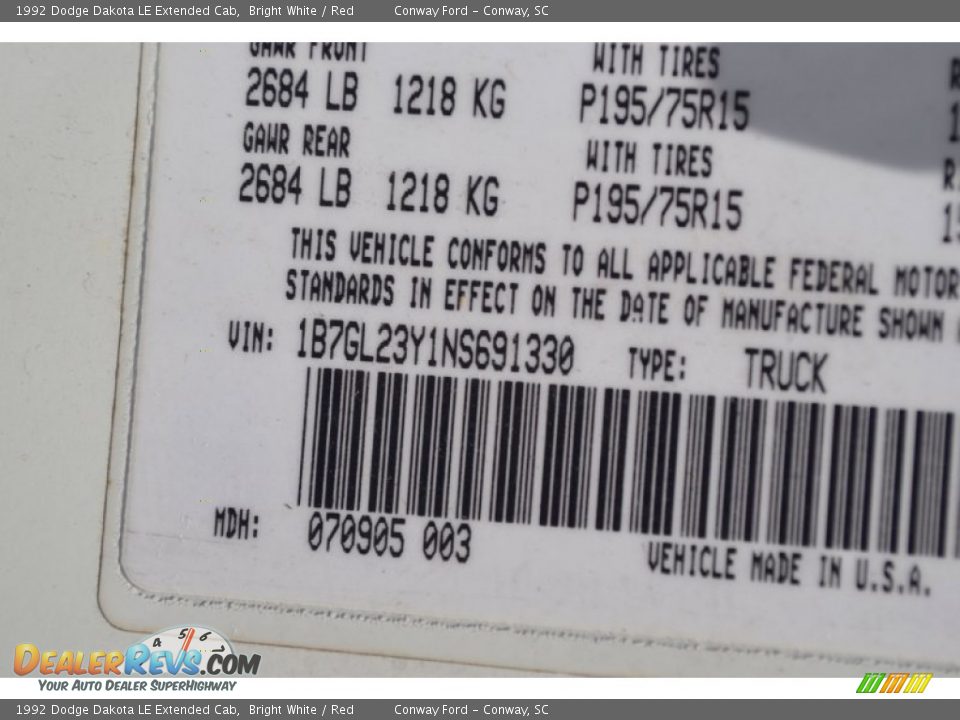 1992 Dodge Dakota LE Extended Cab, Bright White / Red Conway Ford - Conway, SC
GAWR FRONT WITH TIRES
2684 LB 1218 KG P195/75R15
GAWR REAR WITH TIRES
2684 LB 1218 KG P195/75R15
THIS VEHICLE CONFORMS TO ALL APPLICABLE FEDERAL MOTOR
STANDARDS IN EFFECT ON THE DATE OF MANUFACTURE SHOWN
VIN: 1B7GL23Y1NS691330 TYPE: TRUCK
MDH: 070905 003
VEHICLE MADE IN U.S.A.
4 5 6 7
DealerRevs.com
Your Auto Dealer SuperHighway
1992 Dodge Dakota LE Extended Cab, Bright White / Red Conway Ford - Conway, SC